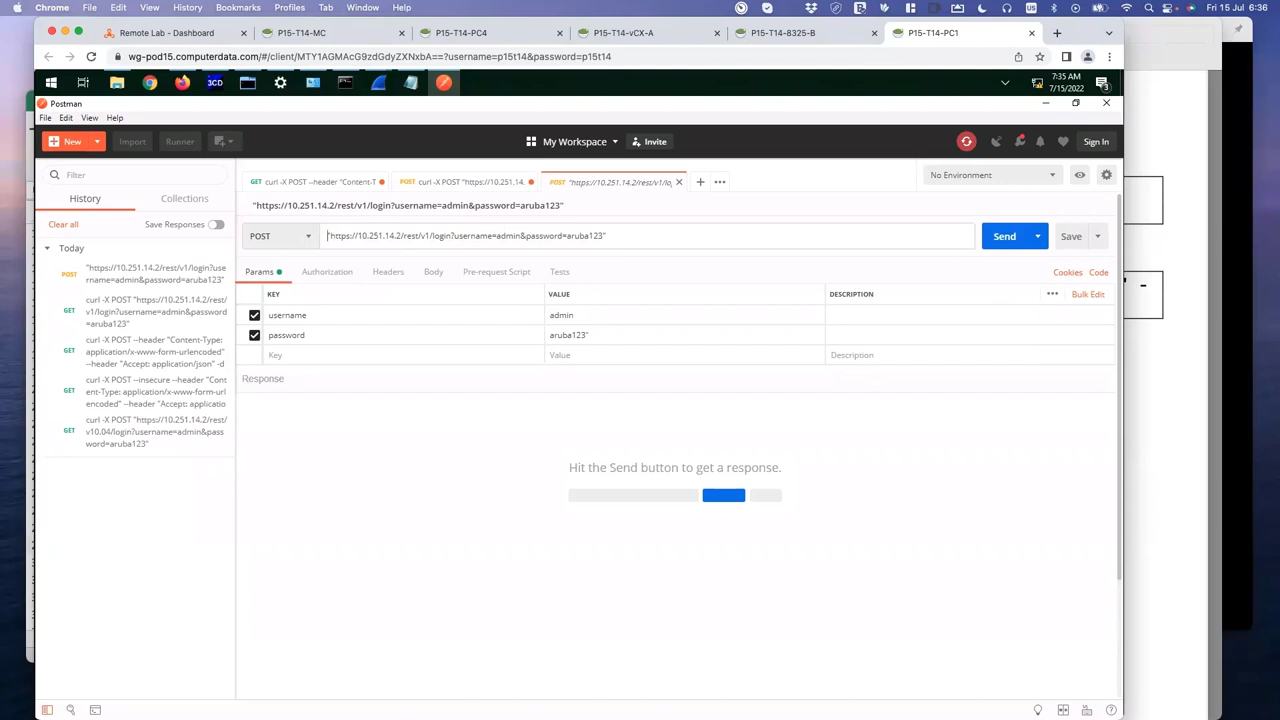 Chrome File Edit View History Bookmarks Profiles Tab Window Help Fri 15 Jul 6:36
Remote Lab - Dashboard P15-T14-MC P15-T14-PC4 P15-T14-vCX-A P15-T14-8325-B P15-T14-PC1
wg-pod15.computerdata.com/#/client/MTY1AGMAcG9zdGdyZXNxbA==?username=p15t14&password=p15t14
3CD 7:35 AM
7/15/2022 3
Postman
File Edit View Help
New Import Runner My Workspace Invite Sign In
Filter GET curl -X POST --header "Content-T POST curl -X POST "https://10.251.14. POST "https://10.251.14.2/rest/v1/lo No Environment
History Collections
"https://10.251.14.2/rest/v1/login?username=admin&password=aruba123"
Clear all Save Responses
POST "https://10.251.14.2/rest/v1/login?username=admin&password=aruba123" Send Save
Today
Params Authorization Headers Body Pre-request Script Tests Cookies Code
POST "https://10.251.14.2/rest/v1/login?use
rname=admin&password=aruba123"
KEY VALUE DESCRIPTION Bulk Edit
GET curl -X POST "https://10.251.14.2/rest/
v1/login?username=admin&password
=aruba123"
username admin
password aruba123"
Key Value Description
GET curl -X POST --header "Content-Type:
application/x-www-form-urlencoded"
--header "Accept: application/json" -d
Response
GET curl -X POST --insecure --header "Cont
ent-Type: application/x-www-form-url
encoded" --header "Accept: applicatio
GET curl -X POST "https://10.251.14.2/rest/
v10.04/login?username=admin&pass
word=aruba123"
Hit the Send button to get a response.